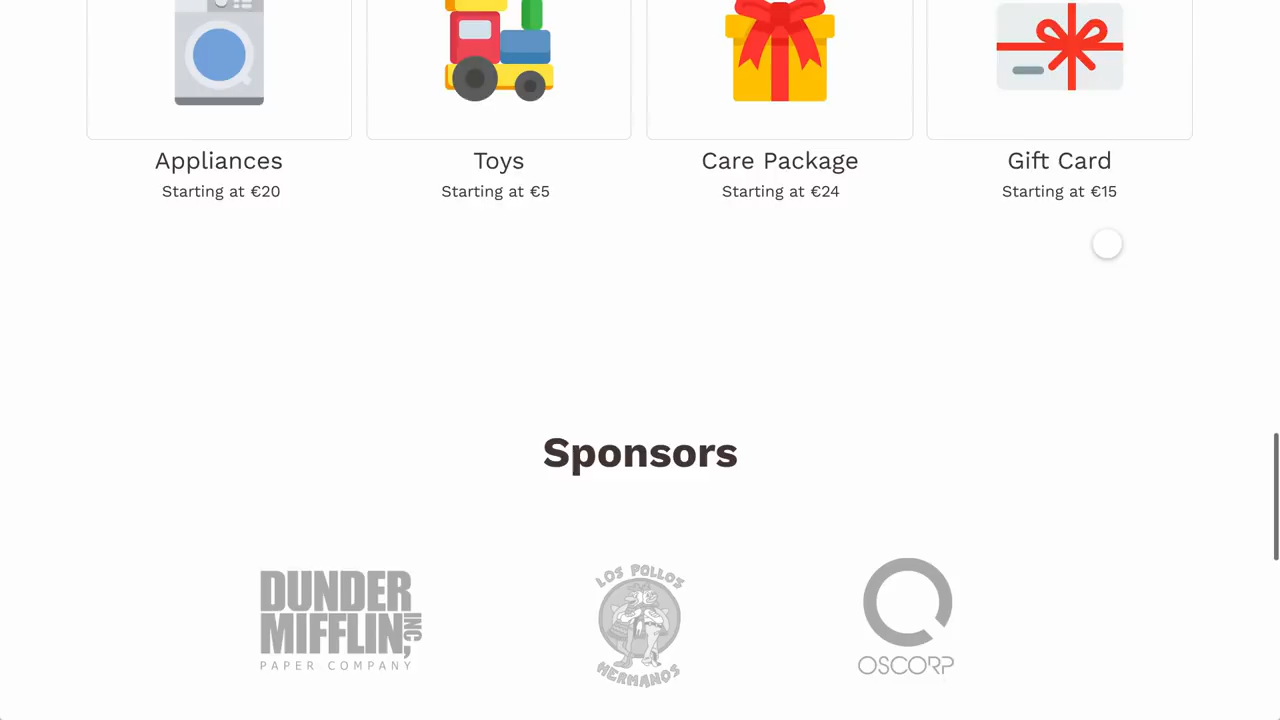 Appliances
Toys
Care Package
Gift Card
Starting at €20
Starting at €5
Starting at €24
Starting at €15
Sponsors
DUNDER
MIFFLIN, INC
PAPER COMPANY
LOS POLLOS
HERMANOS
OSCORP